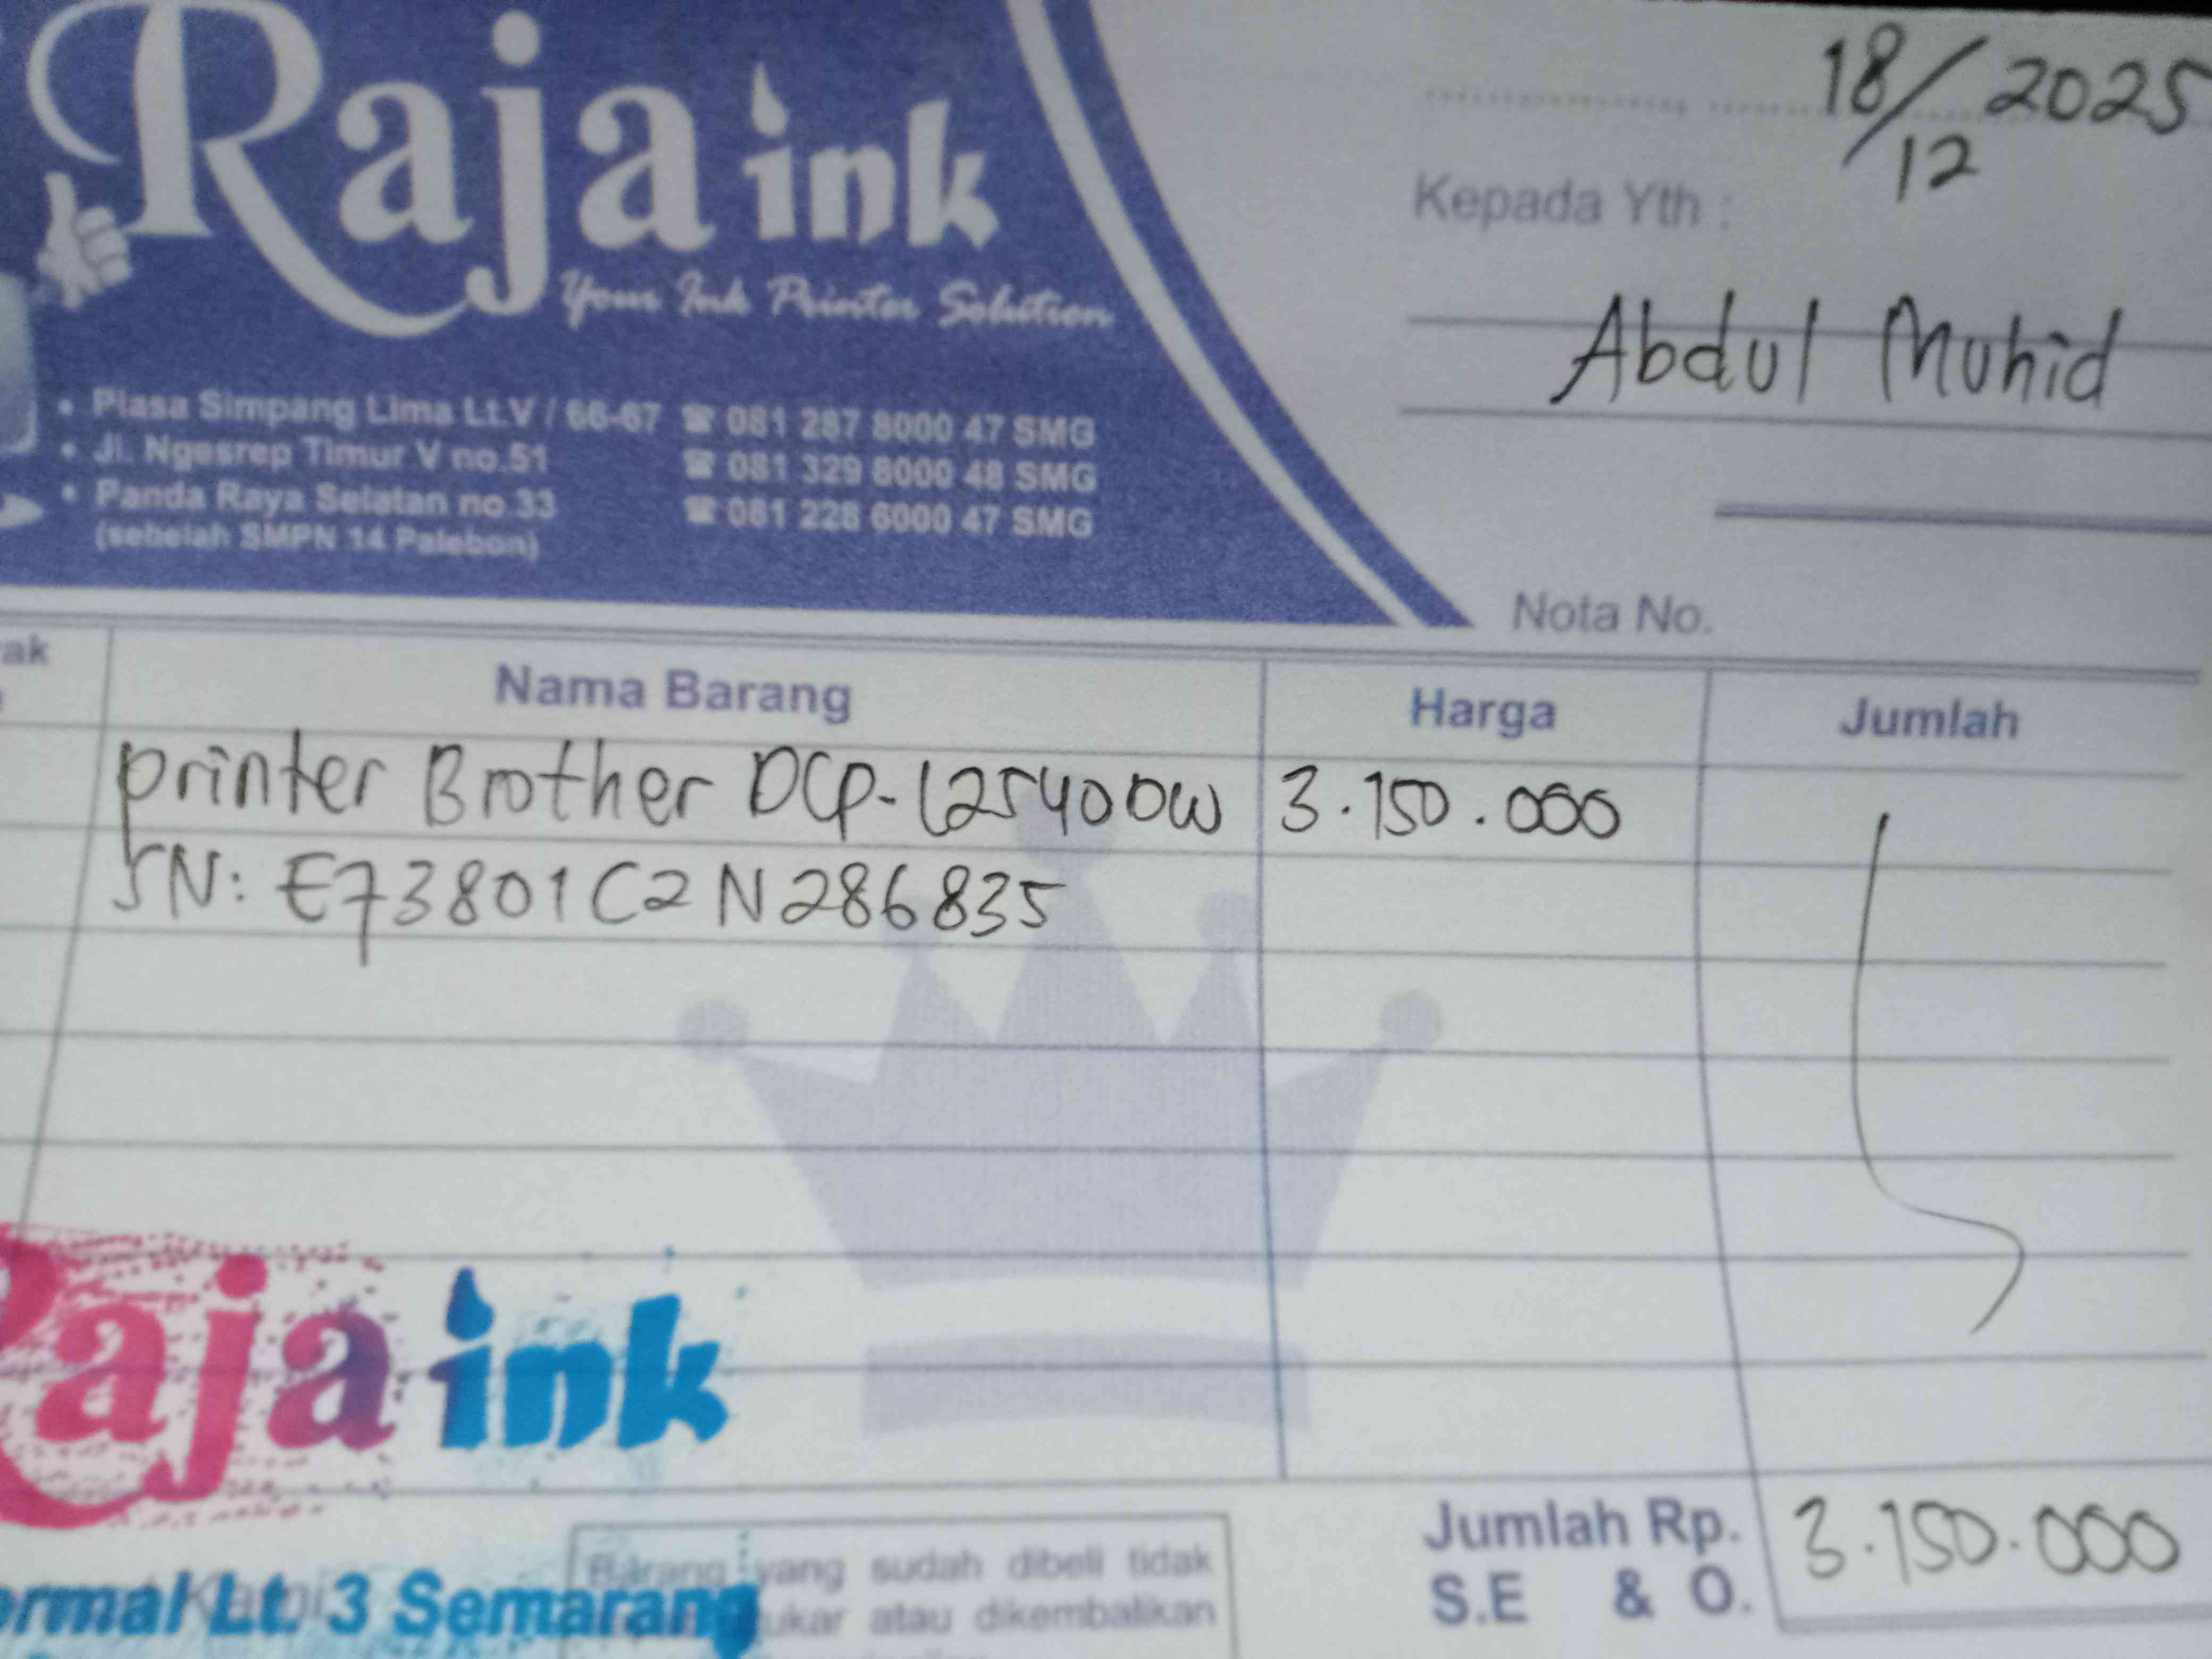 Raja ink
Your Ink Printer Solution
• Plasa Simpang Lima Lt.V / 66-67 ☎ 081 287 8000 47 SMG
• Jl. Ngesrep Timur V no.51 ☎ 081 329 8000 48 SMG
• Panda Raya Selatan no.33 ☎ 081 228 6000 47 SMG
(sebelah SMPN 14 Palebon)
18/12 2025
Kepada Yth :
Abdul Muhid
Nota No.
ak Nama Barang Harga Jumlah
printer Brother DCP-L2540DW 3.150.000
SN: E73801C2N286835
Raja ink
ormal Lt. 3 Semarang
Barang yang sudah dibeli tidak
ukar atau dikembalikan
Jumlah Rp. 3.150.000
S.E & O.